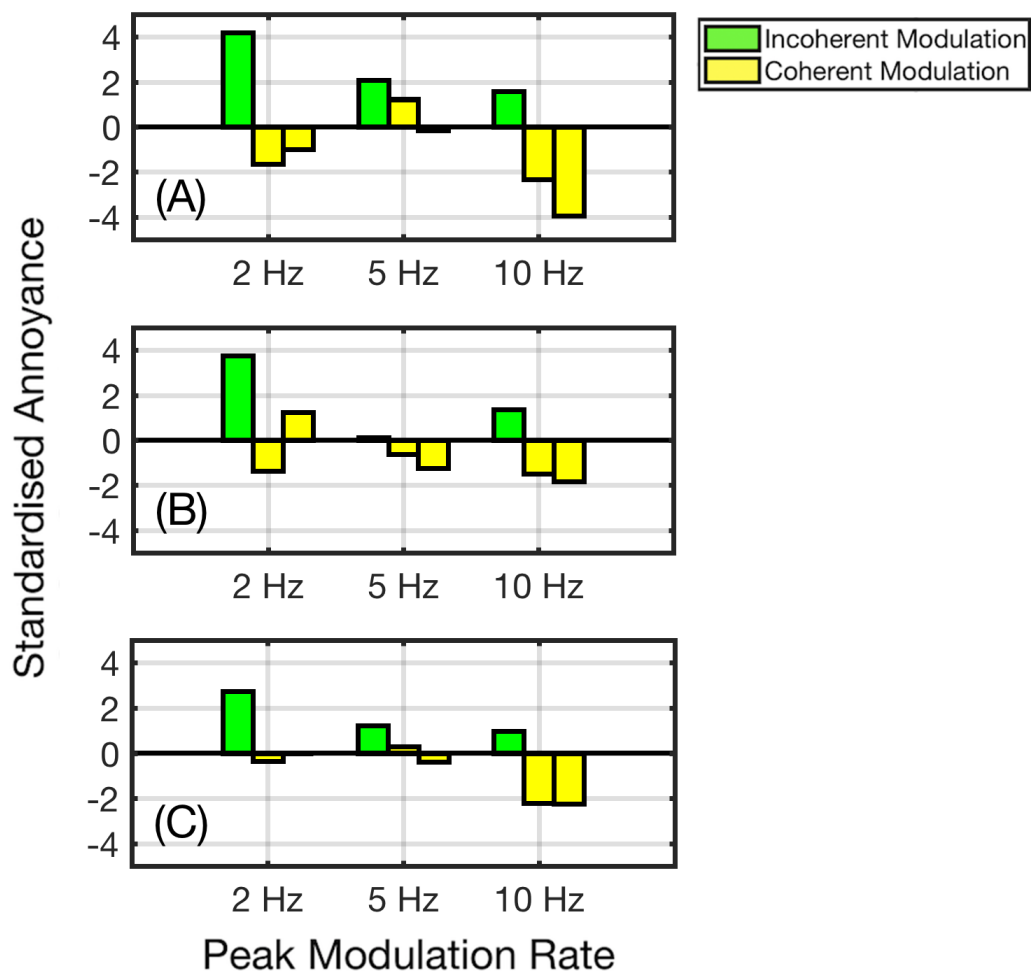 Incoherent Modulation
Coherent Modulation
Standardised Annoyance
4
2
0
-2
-4
(A)
2 Hz 5 Hz 10 Hz
4
2
0
-2
-4
(B)
2 Hz 5 Hz 10 Hz
4
2
0
-2
-4
(C)
2 Hz 5 Hz 10 Hz
Peak Modulation Rate